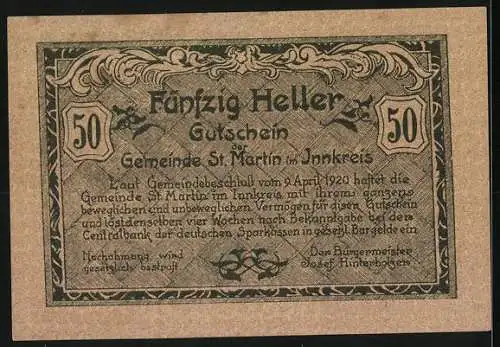 Fünfzig Heller
50
50
Gutschein
der
Gemeinde St. Martin im Innkreis
Laut Gemeindebeschluß vom 9. April 1920 haftet die
Gemeinde St. Martin im Innkreis mit ihrem ganzens
beweglichen und unbeweglichen Vermögen für disen Gutschein
und löst denselben vier Wochen nach Bekanntgabe bei der
Centralbank der deutschen Sparkassen in gesetzl. Bargelde ein
Nachahmung wird
gesetzlich bestraft
Der Bürgermeister
Josef Hinterholzer